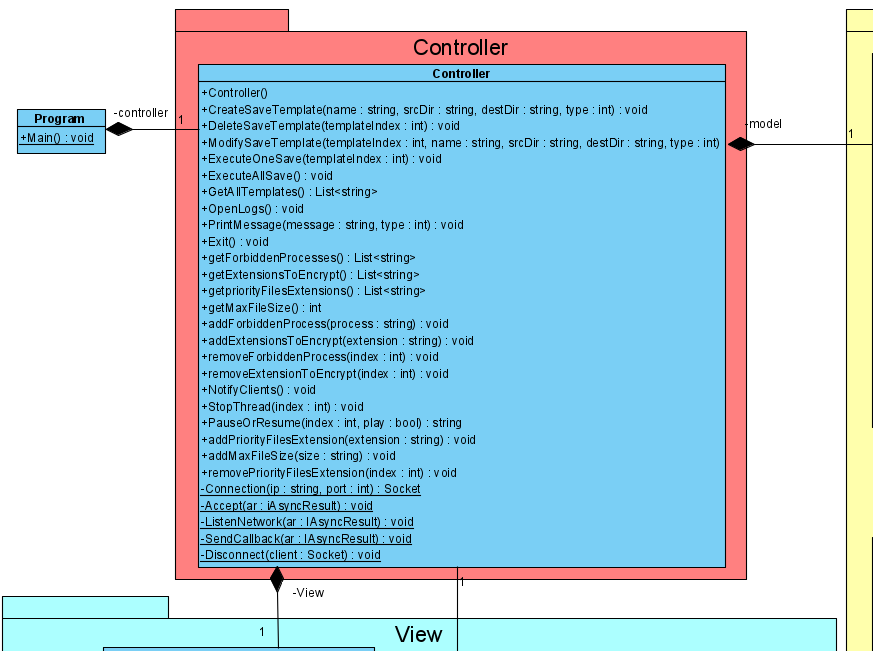 Controller
Controller
+Controller()
+CreateSaveTemplate(name : string, srcDir : string, destDir : string, type : int) : void
+DeleteSaveTemplate(templateIndex : int) : void
+ModifySaveTemplate(templateIndex : int, name : string, srcDir : string, destDir : string, type : int)
+ExecuteOneSave(templateIndex : int) : void
+ExecuteAllSave() : void
+GetAllTemplates() : List<string>
+OpenLogs() : void
+PrintMessage(message : string, type : int) : void
+Exit() : void
+getForbiddenProcesses() : List<string>
+getExtensionsToEncrypt() : List<string>
+getpriorityFilesExtensions() : List<string>
+getMaxFileSize() : int
+addForbiddenProcess(process : string) : void
+addExtensionsToEncrypt(extension : string) : void
+removeForbiddenProcess(index : int) : void
+removeExtensionToEncrypt(index : int) : void
+NotifyClients() : void
+StopThread(index : int) : void
+PauseOrResume(index : int, play : bool) : string
+addPriorityFilesExtension(extension : string) : void
+addMaxFileSize(size : string) : void
+removePriorityFilesExtension(index : int) : void
-Connection(ip : string, port : int) : Socket
-Accept(ar : iAsyncResult) : void
-ListenNetwork(ar : IAsyncResult) : void
-SendCallback(ar : IAsyncResult) : void
-Disconnect(client : Socket) : void
Program
+Main() : void
-controller
1
-model
1
-View
1
1
View